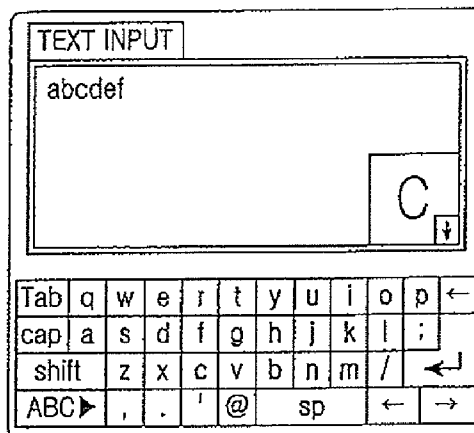 TEXT INPUT
abcdef
C
Tab q w e r t y u i o p ←
cap a s d f g h j k l ;
shift z x c v b n m / ↵
ABC▶ , . ' @ sp ← →